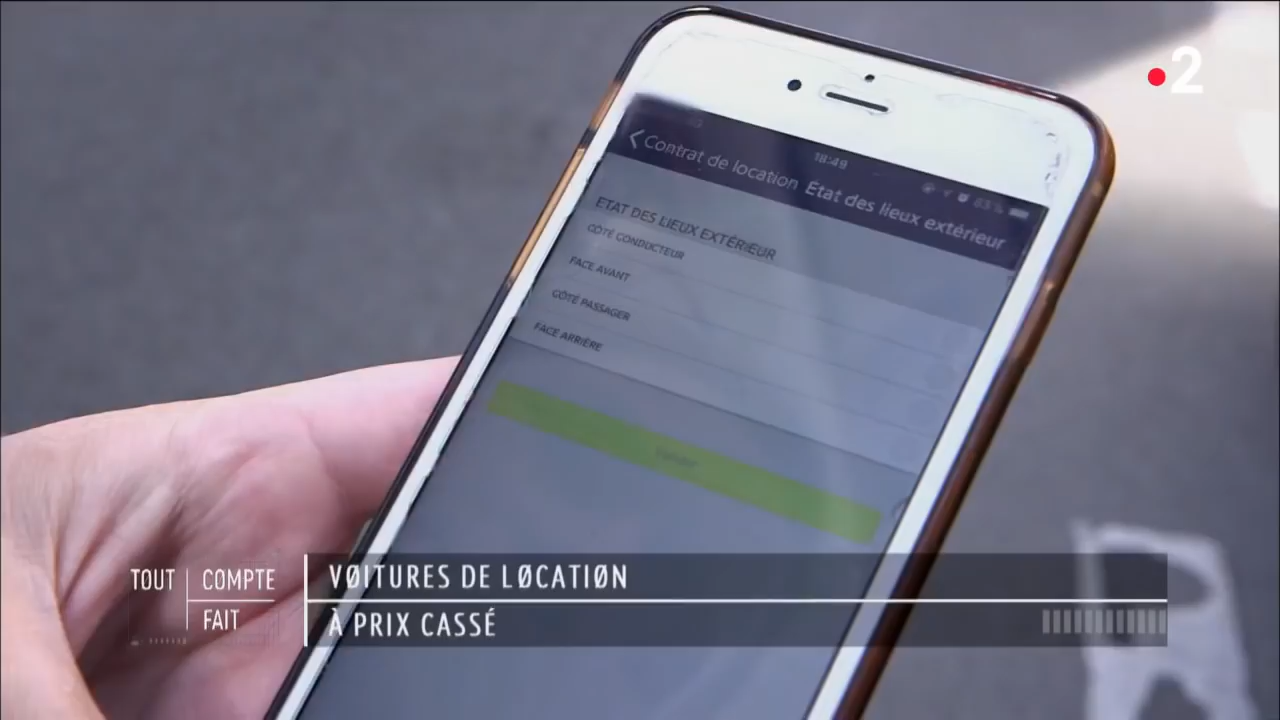 2
18:49
Contrat de location État des lieux extérieur
ETAT DES LIEUX EXTÉRIEUR
CÔTÉ CONDUCTEUR
FACE AVANT
CÔTÉ PASSAGER
FACE ARRIÈRE
TOUT COMPTE
FAIT
VØITURES DE LØCATIØN
À PRIX CASSÉ